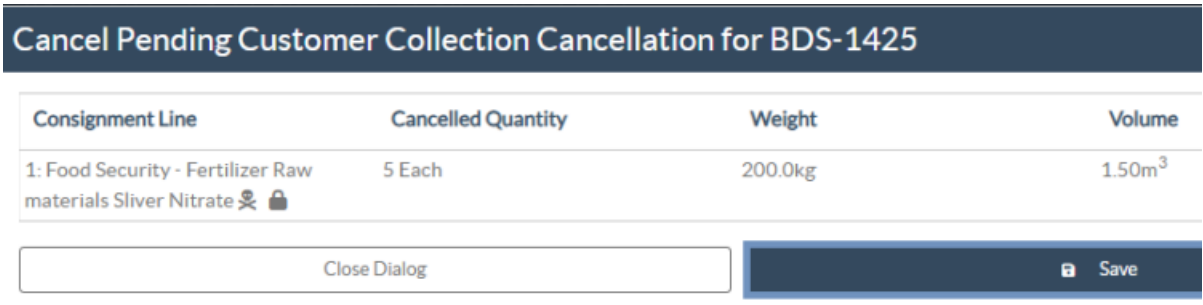 Cancel Pending Customer Collection Cancellation for BDS-1425
Consignment Line Cancelled Quantity Weight Volume
1: Food Security - Fertilizer Raw 5 Each 200.0kg 1.50m³
materials Sliver Nitrate
Close Dialog Save